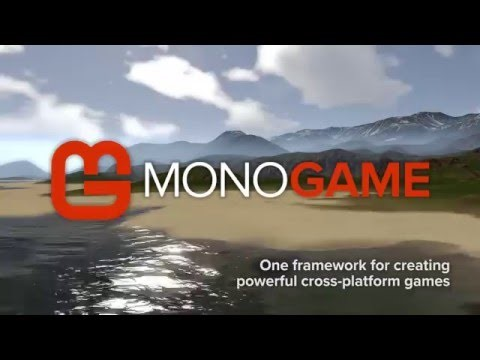 MONOGAME
One framework for creating
powerful cross-platform games